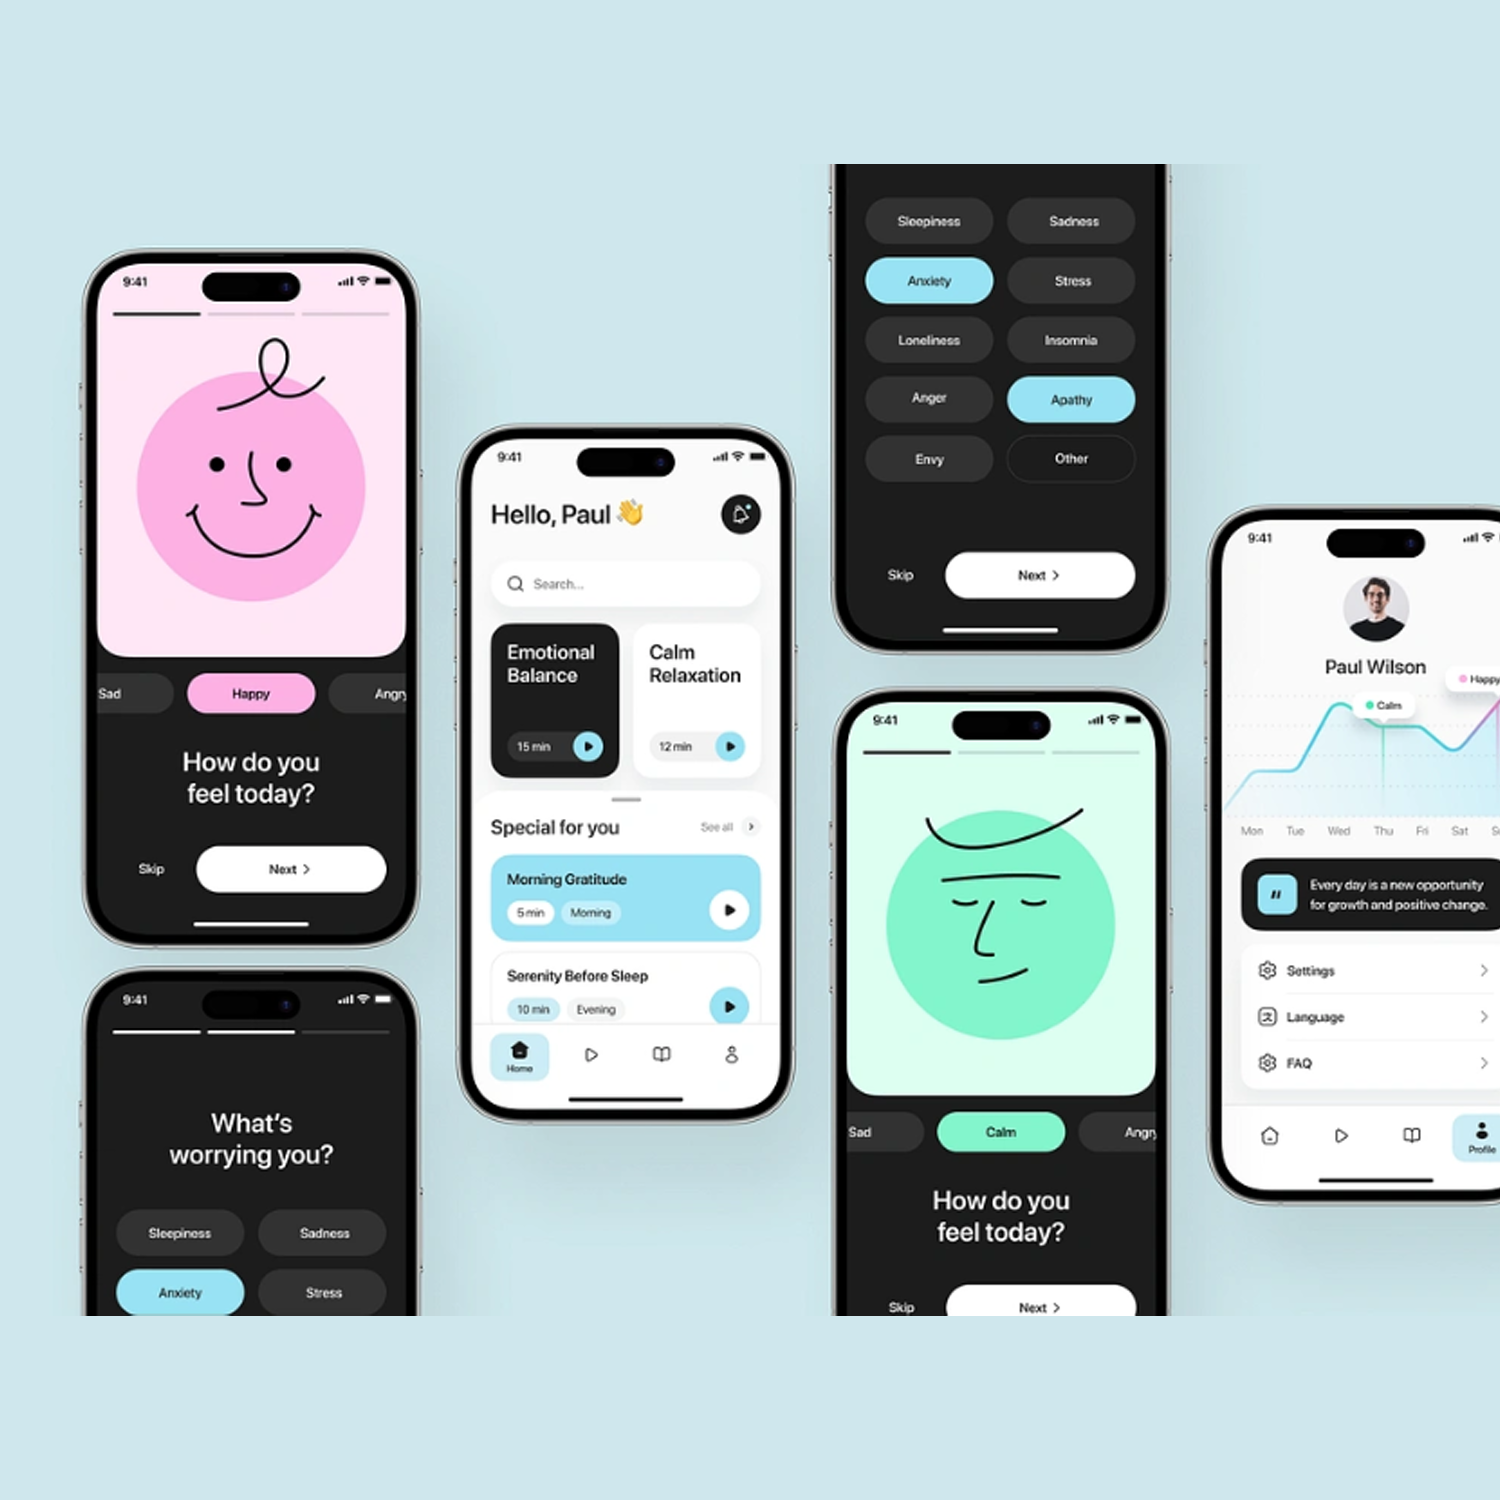 9:41
Sad
Happy
Angry
How do you
feel today?
Skip
Next
9:41
What's
worrying you?
Sleepiness
Sadness
Anxiety
Stress
9:41
Hello, Paul
Search...
Emotional
Balance
15 min
Calm
Relaxation
12 min
Special for you
See all
Morning Gratitude
5 min
Morning
Serenity Before Sleep
10 min
Evening
Home
Sleepiness
Sadness
Anxiety
Stress
Loneliness
Insomnia
Anger
Apathy
Envy
Other
Skip
Next
9:41
Sad
Calm
Angry
How do you
feel today?
Skip
Next
9:41
Paul Wilson
Happy
Calm
Mon
Tue
Wed
Thu
Fri
Sat
Every day is a new opportunity
for growth and positive change.
Settings
Language
FAQ
Profile